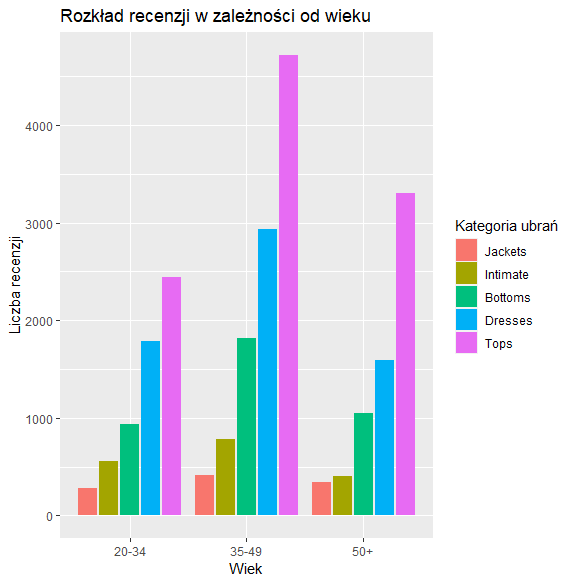 Rozkład recenzji w zależności od wieku
Liczba recenzji
4000
3000
2000
1000
0
20-34
35-49
50+
Wiek
Kategoria ubrań
Jackets
Intimate
Bottoms
Dresses
Tops